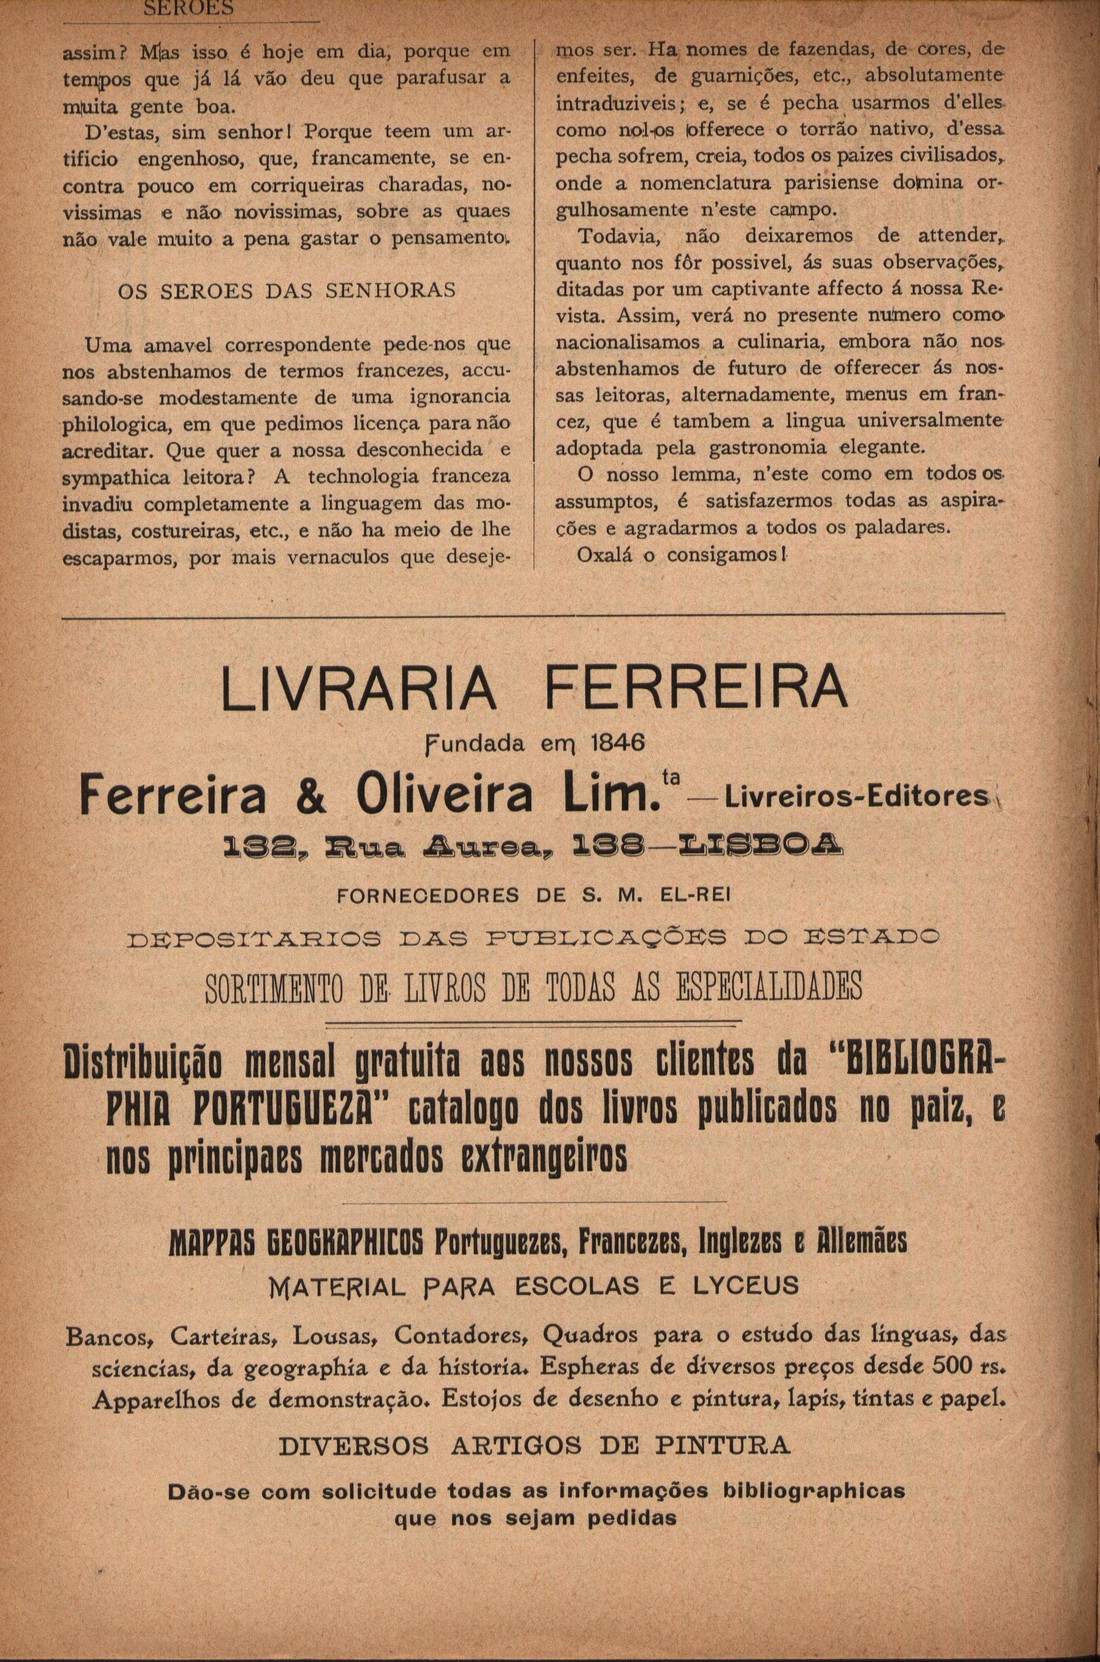 SERÕES
assim? Mas isso é hoje em dia, porque em
tempos que já lá vão deu que parafusar a
muita gente boa.
D'estas, sim senhor! Porque teem um ar-
tificio engenhoso, que, francamente, se en-
contra pouco em corriqueiras charadas, no-
vissimas e não novissimas, sobre as quaes
não vale muito a pena gastar o pensamento.
OS SEROES DAS SENHORAS
Uma amavel correspondente pede-nos que
nos abstenhamos de termos francezes, accu-
sando-se modestamente de uma ignorancia
philologica, em que pedimos licença para não
acreditar. Que quer a nossa desconhecida e
sympathica leitora? A technologia franceza
invadiu completamente a linguagem das mo-
distas, costureiras, etc., e não ha meio de lhe
escaparmos, por mais vernaculos que deseje-
mos ser. Ha nomes de fazendas, de cores, de
enfeites, de guarnições, etc., absolutamente
intraduziveis; e, se é pecha usarmos d'elles
como nol-os offerece o torrão nativo, d'essa
pecha sofrem, creia, todos os paizes civilisados,
onde a nomenclatura parisiense domina or-
gulhosamente n'este campo.
Todavia, não deixaremos de attender,
quanto nos fôr possivel, ás suas observações,
ditadas por um captivante affecto á nossa Re-
vista. Assim, verá no presente numero como
nacionalisamos a culinaria, embora não nos
abstenhamos de futuro de offerecer ás nos-
sas leitoras, alternadamente, menus em fran-
cez, que é tambem a lingua universalmente
adoptada pela gastronomia elegante.
O nosso lemma, n'este como em todos os
assumptos, é satisfazermos todas as aspira-
ções e agradarmos a todos os paladares.
Oxalá o consigamos!
LIVRARIA FERREIRA
Fundada em 1846
Ferreira & Oliveira Lim.ta — Livreiros-Editores
132, Rua Aurea, 138—LISBOA
FORNECEDORES DE S. M. EL-REI
DEPOSITARIOS DAS PUBLICAÇÕES DO ESTADO
SORTIMENTO DE LIVROS DE TODAS AS ESPECIALIDADES
Distribuição mensal gratuita aos nossos clientes da "BIBLIOGRA-
PHIA PORTUGUEZA" catalogo dos livros publicados no paiz, e
nos principaes mercados extrangeiros
MAPPAS GEOGRAPHICOS Portuguezes, Francezes, Inglezes e Allemães
MATERIAL PARA ESCOLAS E LYCEUS
Bancos, Carteiras, Lousas, Contadores, Quadros para o estudo das linguas, das
sciencias, da geographia e da historia. Espheras de diversos preços desde 500 rs.
Apparelhos de demonstração. Estojos de desenho e pintura, lapis, tintas e papel.
DIVERSOS ARTIGOS DE PINTURA
Dão-se com solicitude todas as informações bibliographicas
que nos sejam pedidas